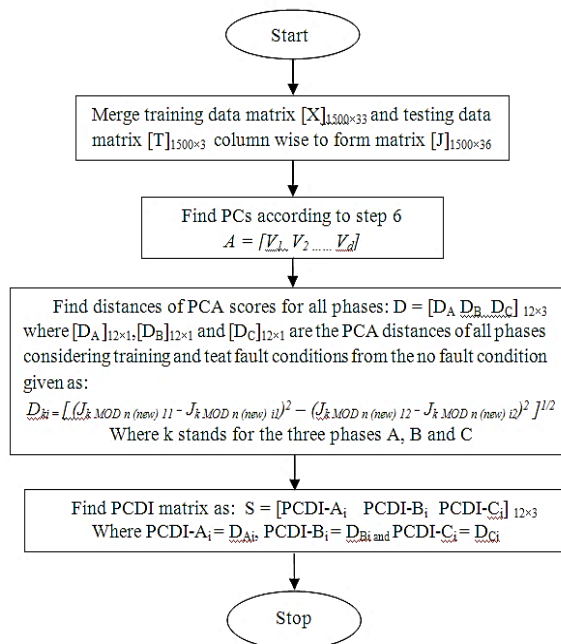 Start
Merge training data matrix [X]1500×33 and testing data
matrix [T]1500×3 column wise to form matrix [J]1500×36
Find PCs according to step 6
A = [V1, V2 ...... Vd]
Find distances of PCA scores for all phases: D = [DA DB DC] 12×3
where [DA]12×1,[DB]12×1 and [DC]12×1 are the PCA distances of all phases
considering training and teat fault conditions from the no fault condition
given as:
Dki = [ (Jk MOD n (new) 11 - Jk MOD n (new) i1)2 – (Jk MOD n (new) 12 - Jk MOD n (new) i2)2 ]1/2
Where k stands for the three phases A, B and C
Find PCDI matrix as: S = [PCDI-Ai PCDI-Bi PCDI-Ci] 12×3
Where PCDI-Ai = DAi, PCDI-Bi = DBi and PCDI-Ci = DCi
Stop